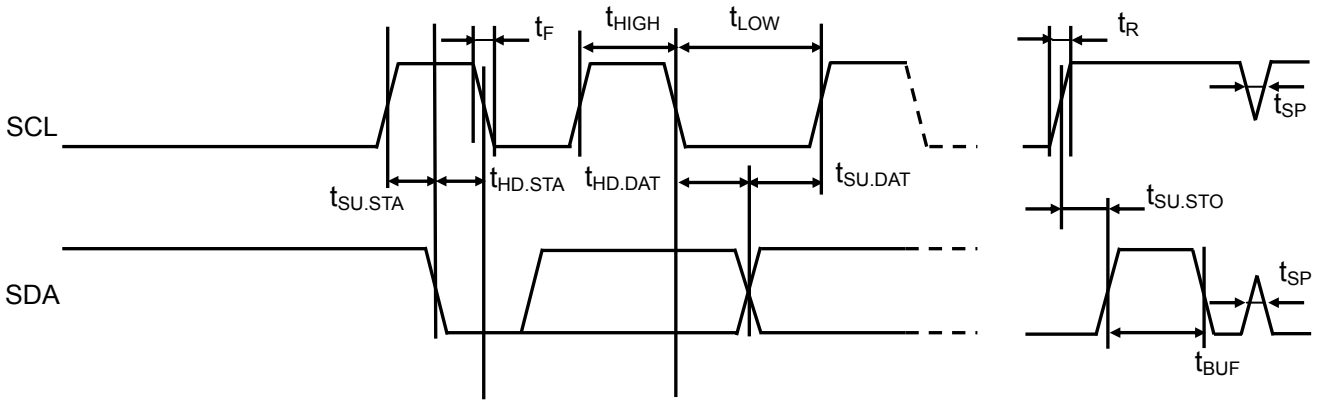 tF
tHIGH
tLOW
tR
SCL
tSP
tSU.STA
tHD.STA
tHD.DAT
tSU.DAT
tSU.STO
SDA
tSP
tBUF